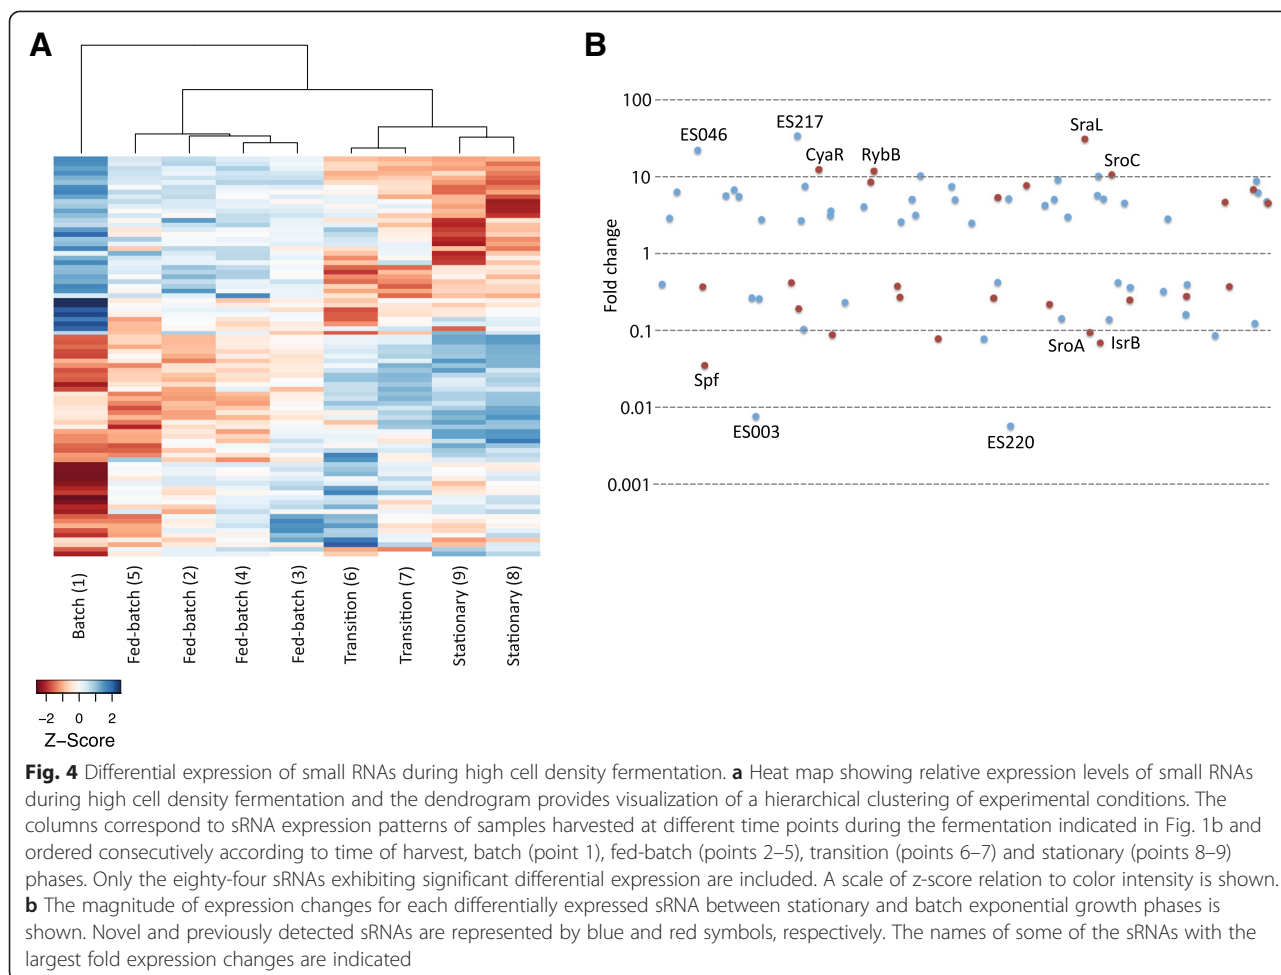 A
B
100
10
1
0.1
0.01
0.001
Fold change
ES046
ES217
CyaR
RybB
SraL
SroC
SroA
IsrB
Spf
ES003
ES220
Batch (1)
Fed-batch (5)
Fed-batch (2)
Fed-batch (4)
Fed-batch (3)
Transition (6)
Transition (7)
Stationary (9)
Stationary (8)
−2 0 2
Z−Score
Fig. 4 Differential expression of small RNAs during high cell density fermentation. a Heat map showing relative expression levels of small RNAs
during high cell density fermentation and the dendrogram provides visualization of a hierarchical clustering of experimental conditions. The
columns correspond to sRNA expression patterns of samples harvested at different time points during the fermentation indicated in Fig. 1b and
ordered consecutively according to time of harvest, batch (point 1), fed-batch (points 2–5), transition (points 6–7) and stationary (points 8–9)
phases. Only the eighty-four sRNAs exhibiting significant differential expression are included. A scale of z-score relation to color intensity is shown.
b The magnitude of expression changes for each differentially expressed sRNA between stationary and batch exponential growth phases is
shown. Novel and previously detected sRNAs are represented by blue and red symbols, respectively. The names of some of the sRNAs with the
largest fold expression changes are indicated